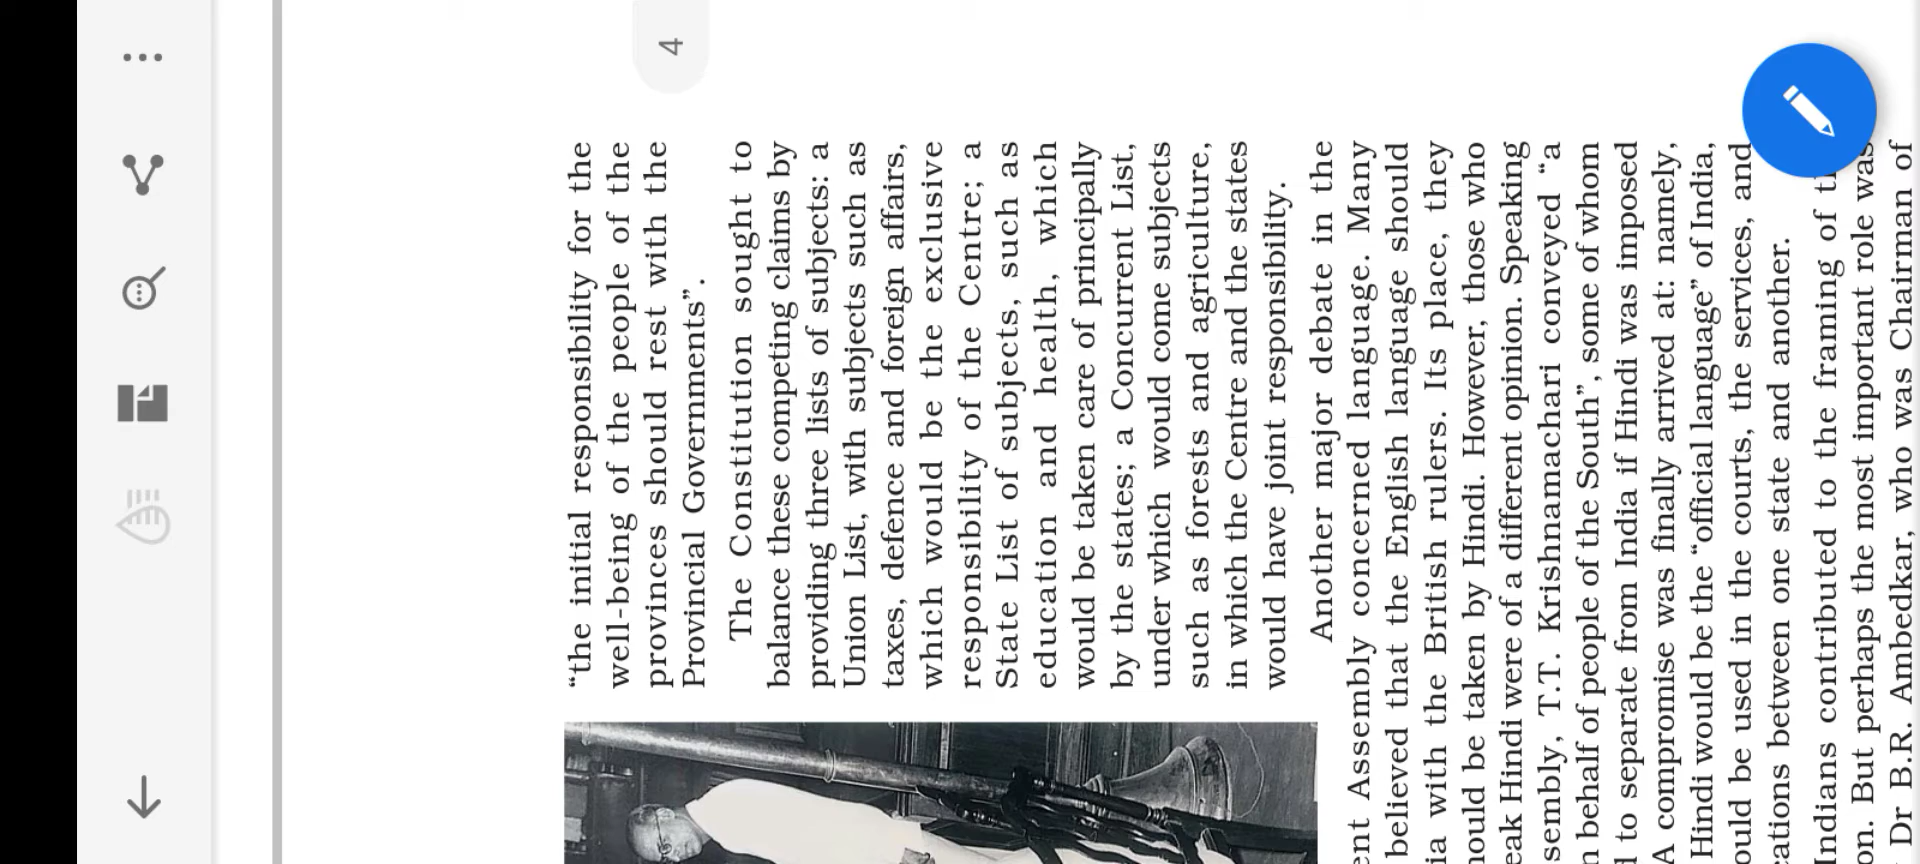 4
“the initial responsibility for the
well-being of the people of the
provinces should rest with the
Provincial Governments”.
The Constitution sought to
balance these competing claims by
providing three lists of subjects: a
Union List, with subjects such as
taxes, defence and foreign affairs,
which would be the exclusive
responsibility of the Centre; a
State List of subjects, such as
education and health, which
would be taken care of principally
by the states; a Concurrent List,
under which would come subjects
such as forests and agriculture,
in which the Centre and the states
would have joint responsibility.
Another major debate in the
ent Assembly concerned language. Many
believed that the English language should
ia with the British rulers. Its place, they
hould be taken by Hindi. However, those who
eak Hindi were of a different opinion. Speaking
sembly, T.T. Krishnamachari conveyed “a
n behalf of people of the South”, some of whom
d to separate from India if Hindi was imposed
A compromise was finally arrived at: namely,
Hindi would be the “official language” of India,
ould be used in the courts, the services, and
cations between one state and another.
Indians contributed to the framing of
on. But perhaps the most important role was
Dr B.R. Ambedkar, who was Chairman of